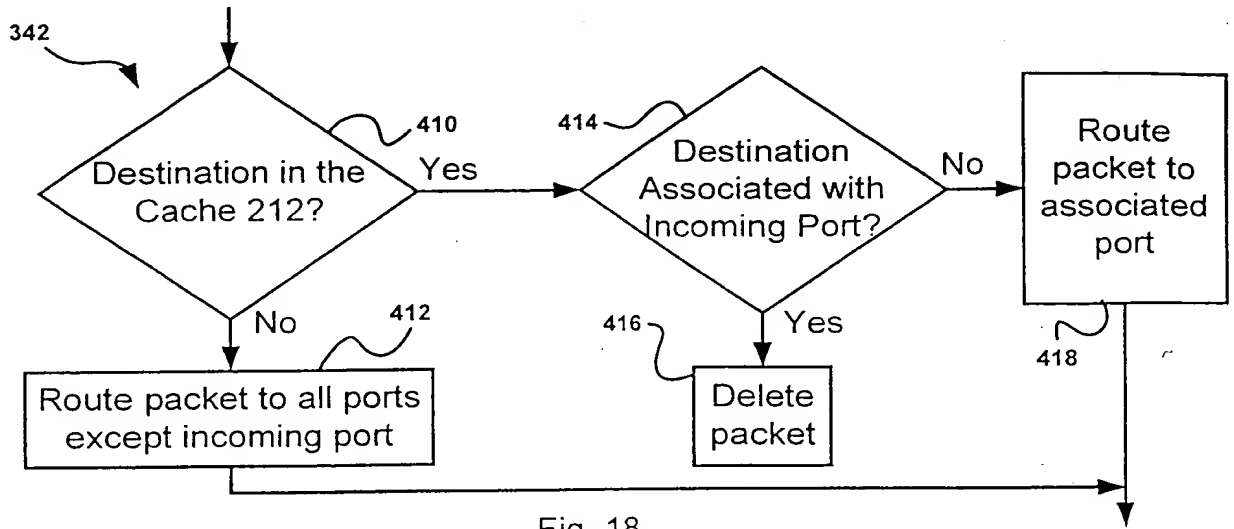 342
410
Destination in the
Cache 212?
Yes
414
Destination
Associated with
Incoming Port?
No
Route
packet to
associated
port
No
412
Route packet to all ports
except incoming port
416
Yes
Delete
packet
418
Fig. 18